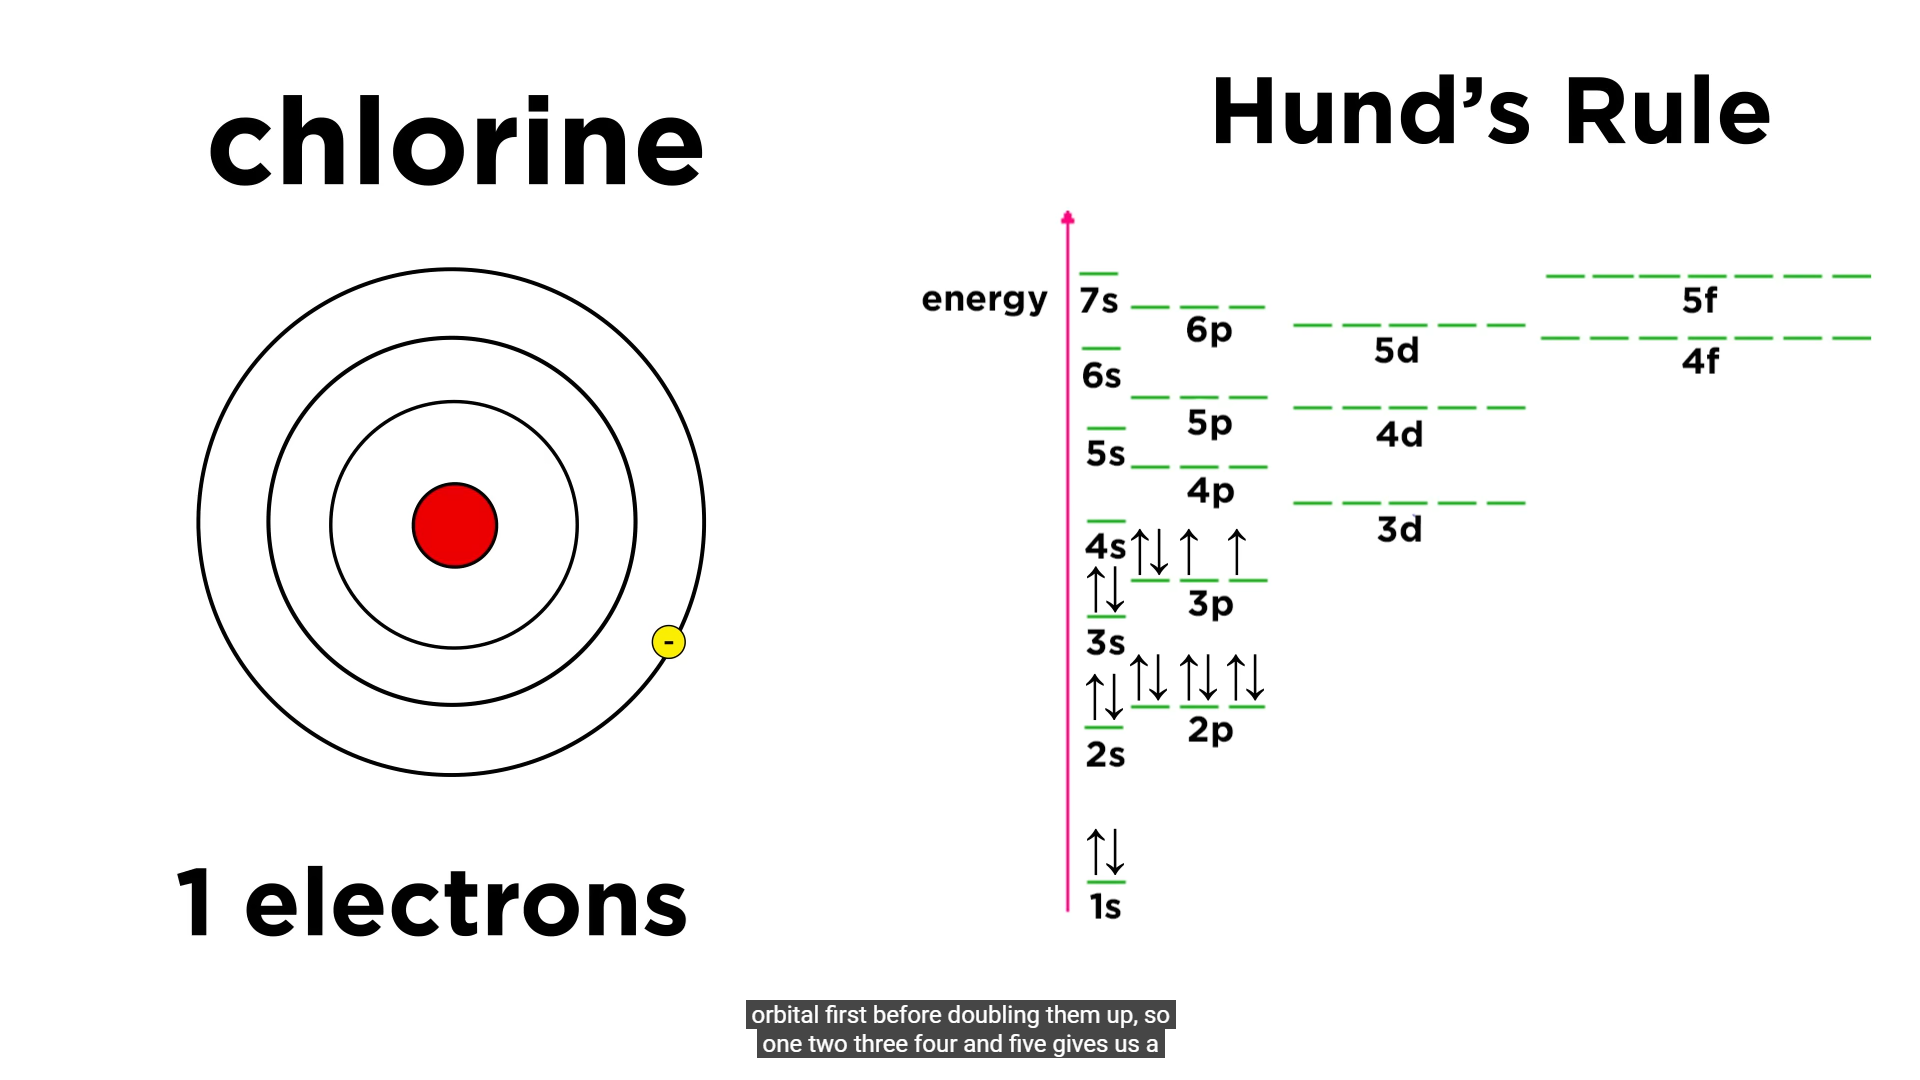 chlorine
Hund's Rule
energy
7s
6p
5d
5f
4f
6s
5p
4d
5s
4p
3d
4s
3p
3s
2p
2s
1s
-
1 electrons
orbital first before doubling them up, so
one two three four and five gives us a